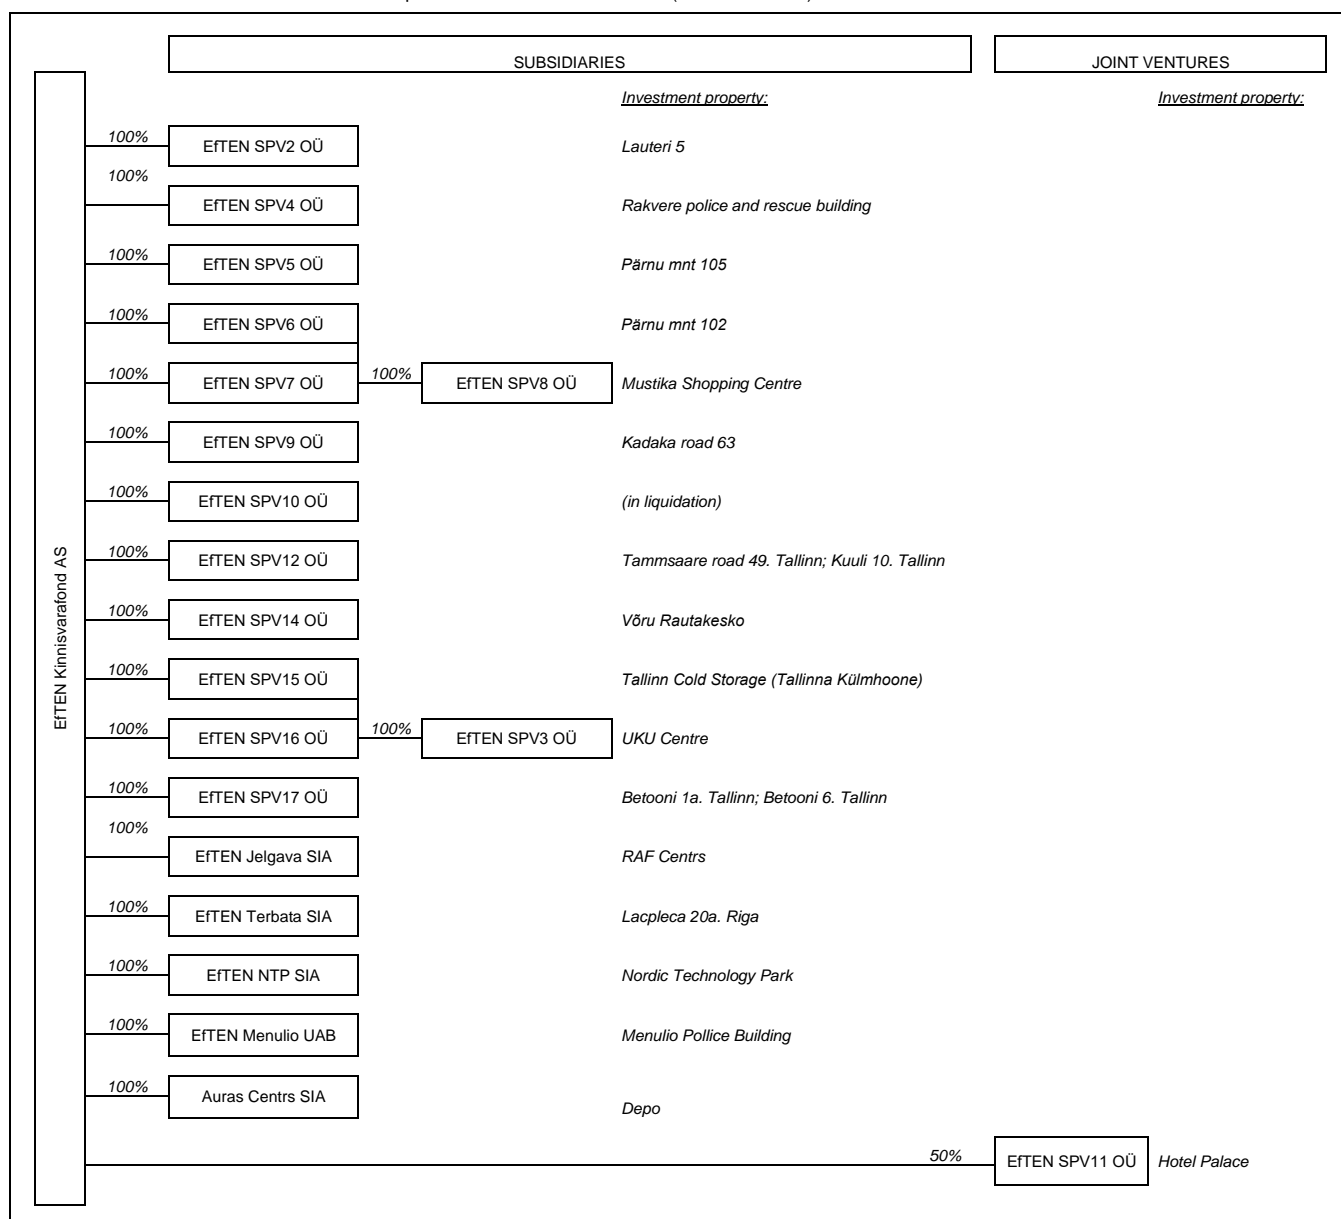 SUBSIDIARIES
JOINT VENTURES
Investment property:
Investment property:
EfTEN Kinnisvarafond AS
100%
EfTEN SPV2 OÜ
Lauteri 5
100%
EfTEN SPV4 OÜ
Rakvere police and rescue building
100%
EfTEN SPV5 OÜ
Pärnu mnt 105
100%
EfTEN SPV6 OÜ
Pärnu mnt 102
100%
EfTEN SPV7 OÜ
100%
EfTEN SPV8 OÜ
Mustika Shopping Centre
100%
EfTEN SPV9 OÜ
Kadaka road 63
100%
EfTEN SPV10 OÜ
(in liquidation)
100%
EfTEN SPV12 OÜ
Tammsaare road 49. Tallinn; Kuuli 10. Tallinn
100%
EfTEN SPV14 OÜ
Võru Rautakesko
100%
EfTEN SPV15 OÜ
Tallinn Cold Storage (Tallinna Külmhoone)
100%
EfTEN SPV16 OÜ
100%
EfTEN SPV3 OÜ
UKU Centre
100%
EfTEN SPV17 OÜ
Betooni 1a. Tallinn; Betooni 6. Tallinn
100%
EfTEN Jelgava SIA
RAF Centrs
100%
EfTEN Terbata SIA
Lacpleca 20a. Riga
100%
EfTEN NTP SIA
Nordic Technology Park
100%
EfTEN Menulio UAB
Menulio Pollice Building
100%
Auras Centrs SIA
Depo
50%
EfTEN SPV11 OÜ
Hotel Palace